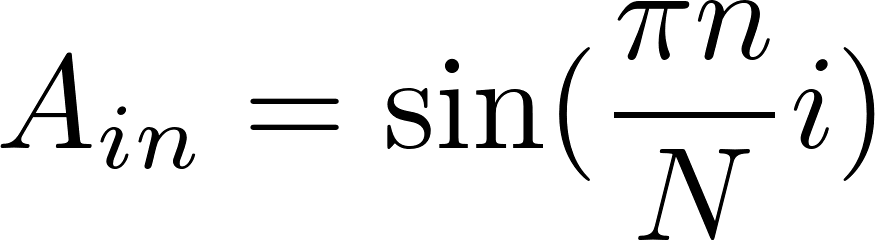 A_{in} = \sin(\frac{\pi n}{N} i)